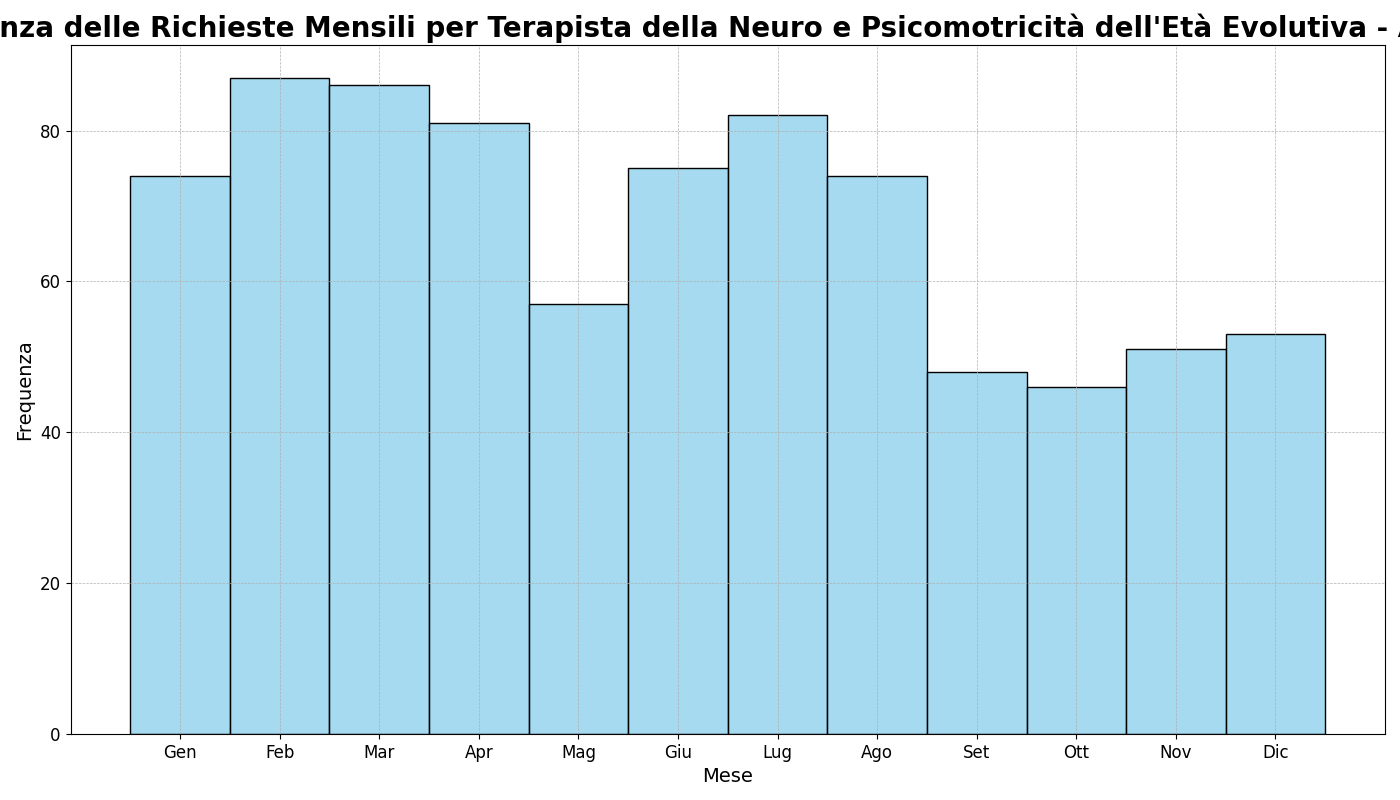 nza delle Richieste Mensili per Terapista della Neuro e Psicomotricità dell'Età Evolutiva -
80
60
40
20
0
Frequenza
Gen Feb Mar Apr Mag Giu Lug Ago Set Ott Nov Dic
Mese